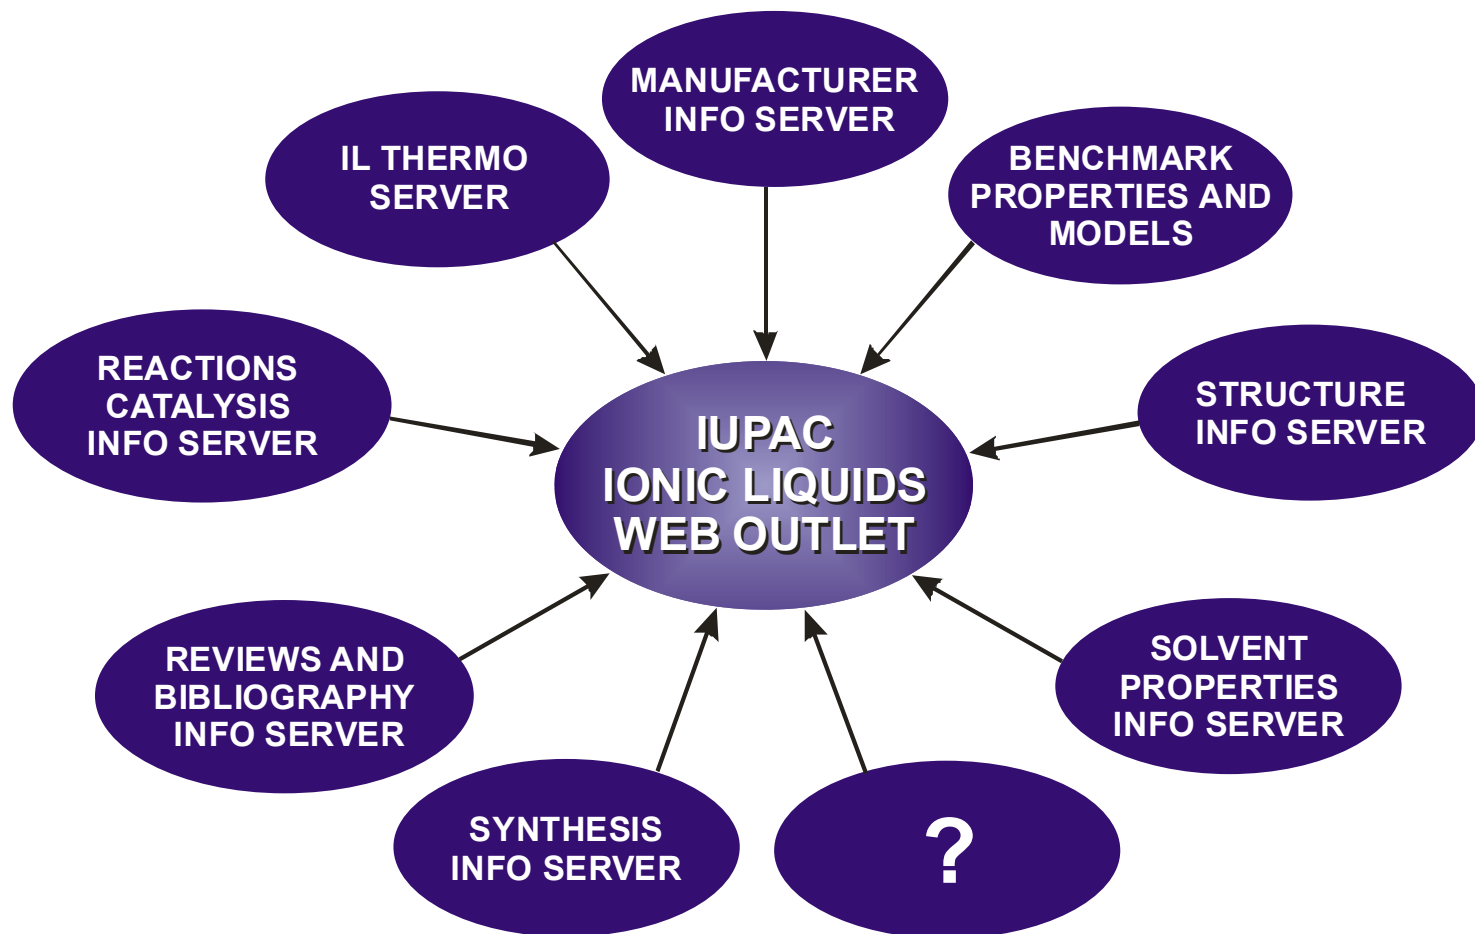 MANUFACTURER
INFO SERVER
IL THERMO
SERVER
BENCHMARK
PROPERTIES AND
MODELS
REACTIONS
CATALYSIS
INFO SERVER
STRUCTURE
INFO SERVER
IUPAC
IONIC LIQUIDS
WEB OUTLET
REVIEWS AND
BIBLIOGRAPHY
INFO SERVER
SOLVENT
PROPERTIES
INFO SERVER
SYNTHESIS
INFO SERVER
?